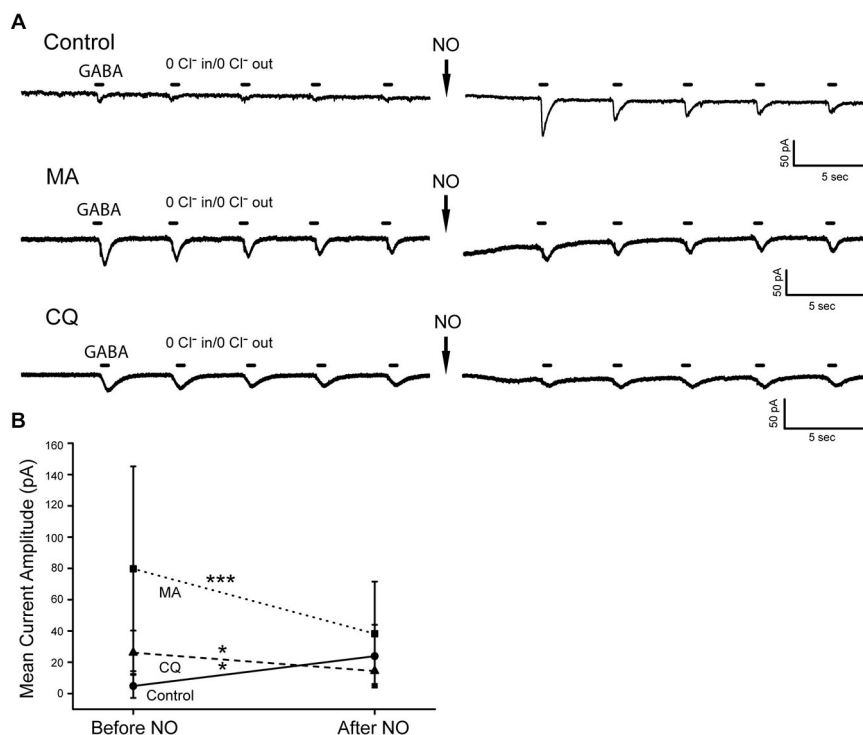 A
Control
NO
GABA
0 Cl⁻ in/0 Cl⁻ out
50 pA
5 sec
MA
NO
GABA
0 Cl⁻ in/0 Cl⁻ out
50 pA
5 sec
CQ
NO
GABA
0 Cl⁻ in/0 Cl⁻ out
50 pA
5 sec
B
Mean Current Amplitude (pA)
160
140
120
100
80
60
40
20
0
***
MA
*
*
CQ
Control
Before NO
After NO